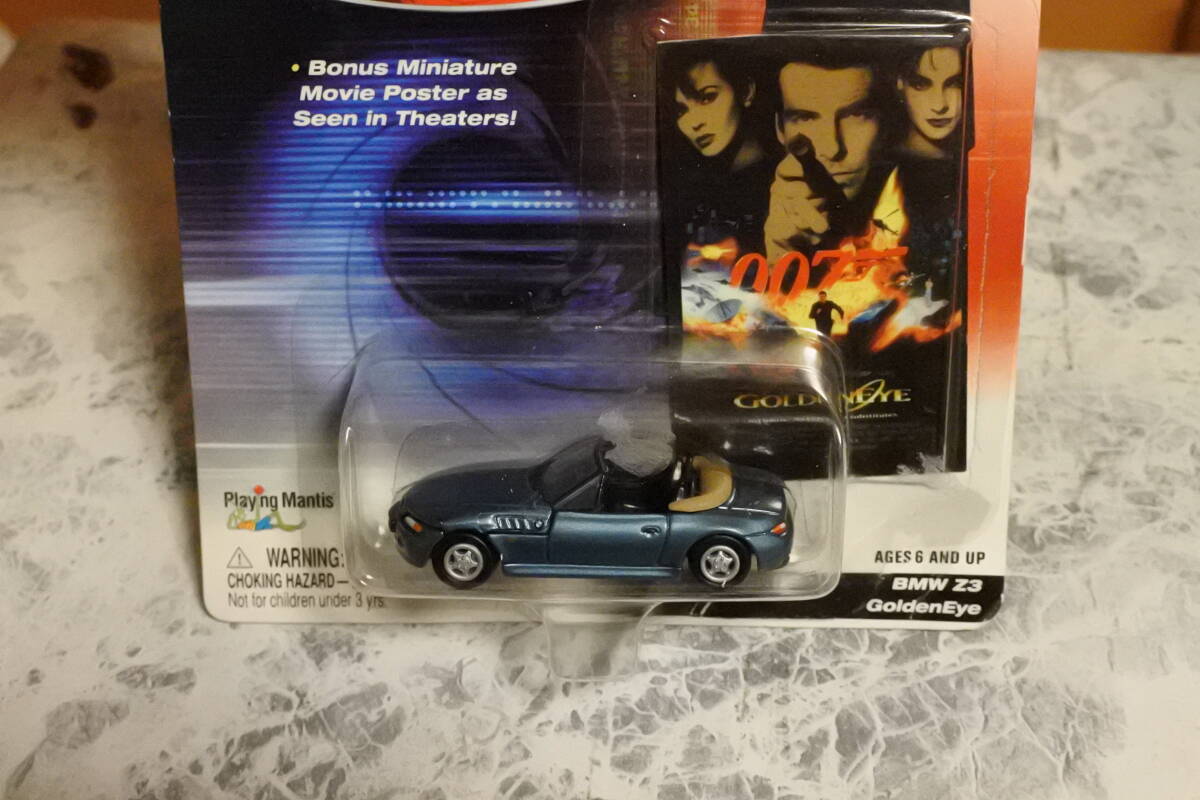 • Bonus Miniature
Movie Poster as
Seen in Theaters!
007
GOLDENEYE
Playing Mantis
WARNING:
CHOKING HAZARD—
Not for children under 3 yrs.
AGES 6 AND UP
BMW Z3
GoldenEye